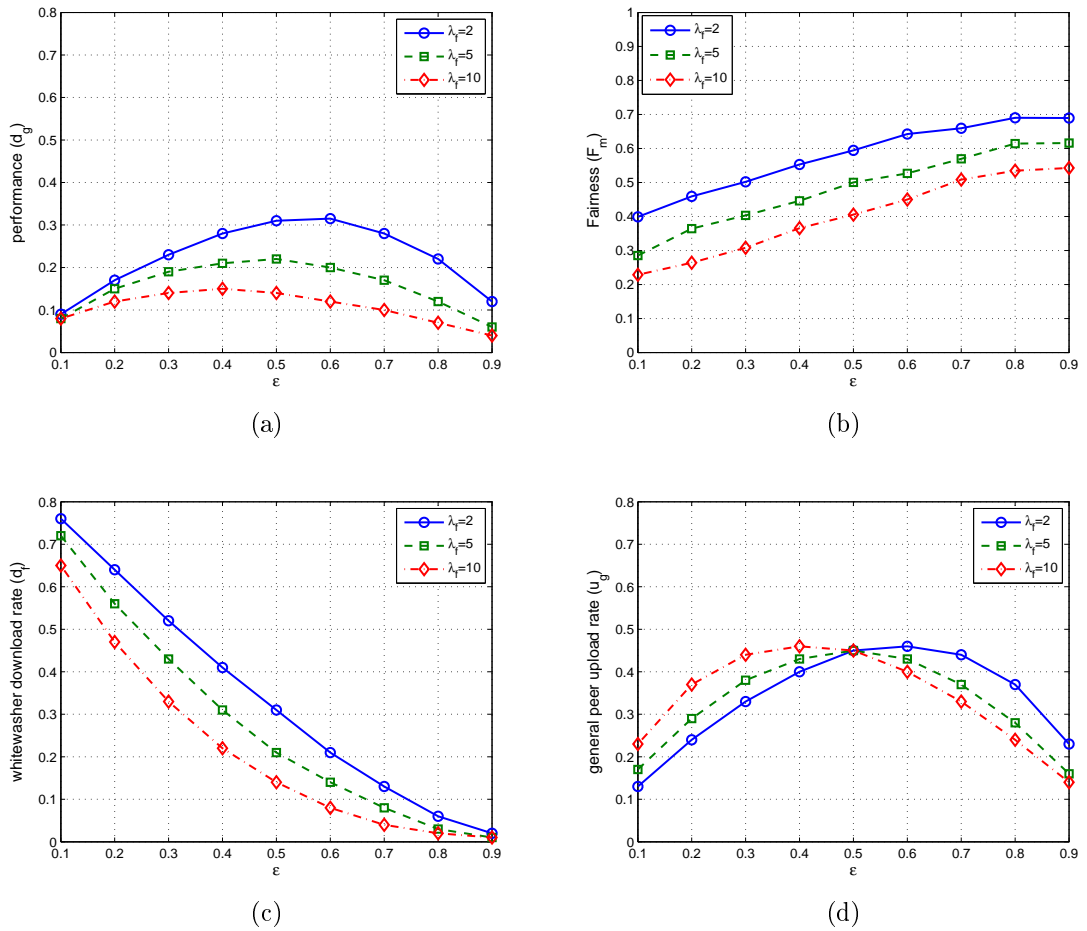 0.8
0.7
0.6
0.5
0.4
0.3
0.2
0.1
0
performance (d_g)
0.1 0.2 0.3 0.4 0.5 0.6 0.7 0.8 0.9
ε
λ_f=2
λ_f=5
λ_f=10
(a)
1
0.9
0.8
0.7
0.6
0.5
0.4
0.3
0.2
0.1
0
Fairness (F_m)
0.1 0.2 0.3 0.4 0.5 0.6 0.7 0.8 0.9
ε
λ_f=2
λ_f=5
λ_f=10
(b)
0.8
0.7
0.6
0.5
0.4
0.3
0.2
0.1
0
whitewasher download rate (d_f)
0.1 0.2 0.3 0.4 0.5 0.6 0.7 0.8 0.9
ε
λ_f=2
λ_f=5
λ_f=10
(c)
0.8
0.7
0.6
0.5
0.4
0.3
0.2
0.1
0
general peer upload rate (u_g)
0.1 0.2 0.3 0.4 0.5 0.6 0.7 0.8 0.9
ε
λ_f=2
λ_f=5
λ_f=10
(d)